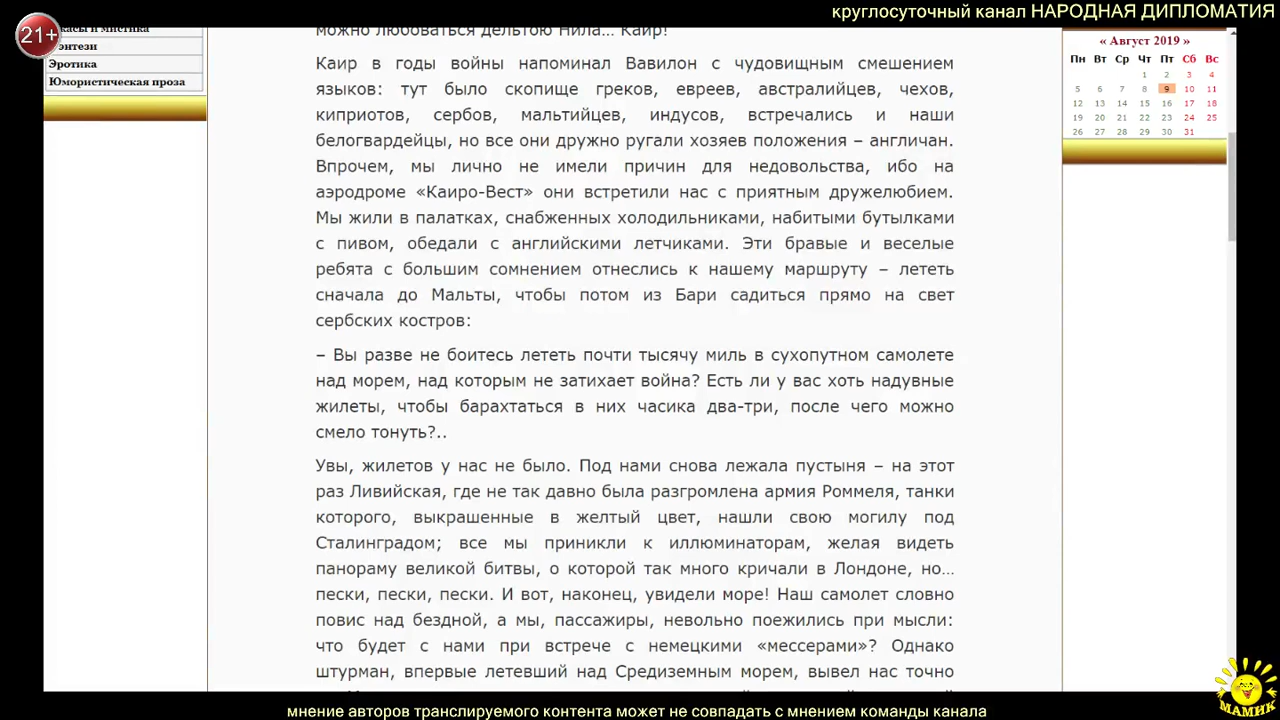 круглосуточный канал НАРОДНАЯ ДИПЛОМАТИЯ
21+
и мистика
Эротика
Юмористическая проза
можно любоваться дельтою Нила… Каир!
Каир в годы войны напоминал Вавилон с чудовищным смешением
языков: тут было скопище греков, евреев, австралийцев, чехов,
киприотов, сербов, мальтийцев, индусов, встречались и наши
белогвардейцы, но все они дружно ругали хозяев положения – англичан.
Впрочем, мы лично не имели причин для недовольства, ибо на
аэродроме «Каиро-Вест» они встретили нас с приятным дружелюбием.
Мы жили в палатках, снабженных холодильниками, набитыми бутылками
с пивом, обедали с английскими летчиками. Эти бравые и веселые
ребята с большим сомнением отнеслись к нашему маршруту – лететь
сначала до Мальты, чтобы потом из Бари садиться прямо на свет
сербских костров:
– Вы разве не боитесь лететь почти тысячу миль в сухопутном самолете
над морем, над которым не затихает война? Есть ли у вас хоть надувные
жилеты, чтобы барахтаться в них часика два-три, после чего можно
смело тонуть?..
Увы, жилетов у нас не было. Под нами снова лежала пустыня – на этот
раз Ливийская, где не так давно была разгромлена армия Роммеля, танки
которого, выкрашенные в желтый цвет, нашли свою могилу под
Сталинградом; все мы приникли к иллюминаторам, желая видеть
панораму великой битвы, о которой так много кричали в Лондоне, но…
пески, пески, пески. И вот, наконец, увидели море! Наш самолет словно
повис над бездной, а мы, пассажиры, невольно поежились при мысли:
что будет с нами при встрече с немецкими «мессерами»? Однако
штурман, впервые летевший над Средиземным морем, вывел нас точно
« Август 2019 »
Пн Вт Ср Чт Пт Сб Вс
1 2 3 4
5 6 7 8 9 10 11
12 13 14 15 16 17 18
19 20 21 22 23 24 25
26 27 28 29 30 31
МАМИК
мнение авторов транслируемого контента может не совпадать с мнением команды канала